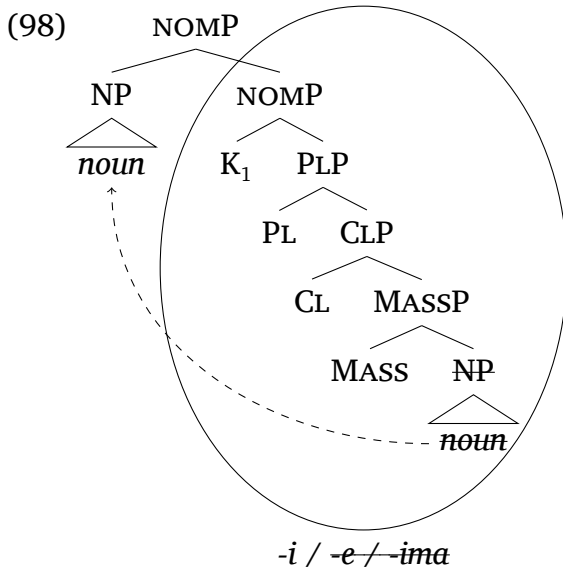 (98) NOMP
NP NOMP
noun K₁ PLP
PL CLP
CL MASSP
MASS NP
noun
-i / -e / -ima